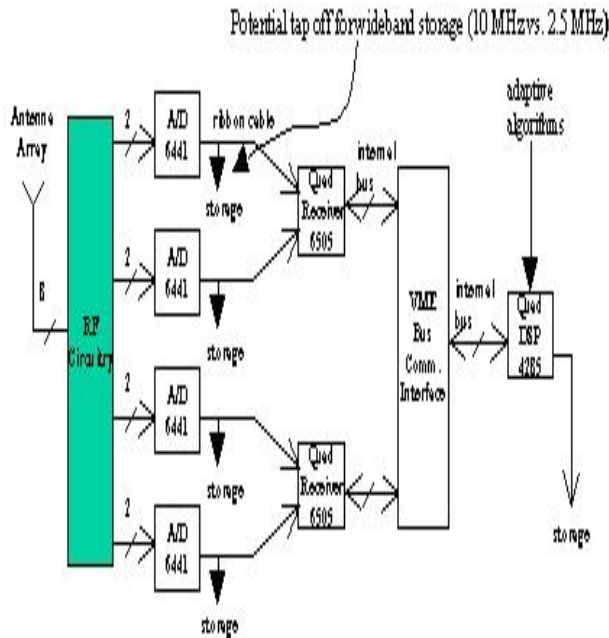 Potential tap off for wideband storage (10 MHz vs. 2.5 MHz)
Antenna
Array
8
RF
Circuitry
2
A/D
6441
ribbon cable
storage
2
A/D
6441
storage
2
A/D
6441
storage
2
A/D
6441
storage
Quad
Receiver
6505
internal
bus
Quad
Receiver
6505
VME
Bus
Comm.
Interface
internal
bus
adaptive
algorithms
Quad
DSP
4285
storage